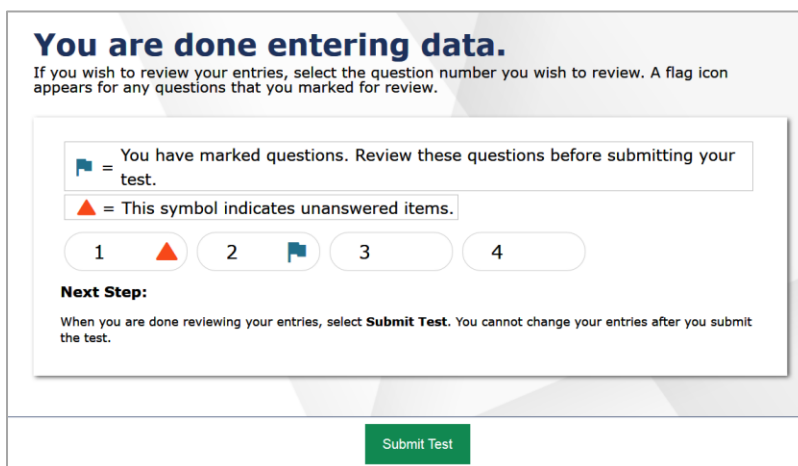 You are done entering data.
If you wish to review your entries, select the question number you wish to review. A flag icon
appears for any questions that you marked for review.
= You have marked questions. Review these questions before submitting your
test.
= This symbol indicates unanswered items.
1 2 3 4
Next Step:
When you are done reviewing your entries, select Submit Test. You cannot change your entries after you submit
the test.
Submit Test